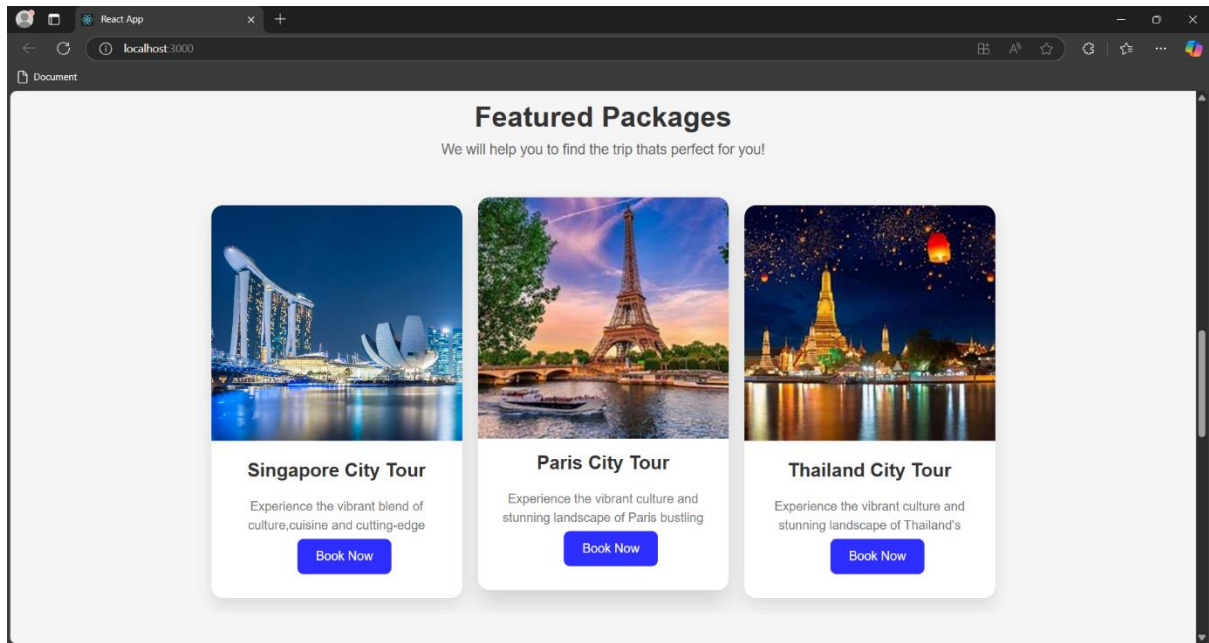 React App
localhost:3000
Document
Featured Packages
We will help you to find the trip thats perfect for you!
Singapore City Tour
Experience the vibrant blend of
culture,cuisine and cutting-edge
Book Now
Paris City Tour
Experience the vibrant culture and
stunning landscape of Paris bustling
Book Now
Thailand City Tour
Experience the vibrant culture and
stunning landscape of Thailand's
Book Now